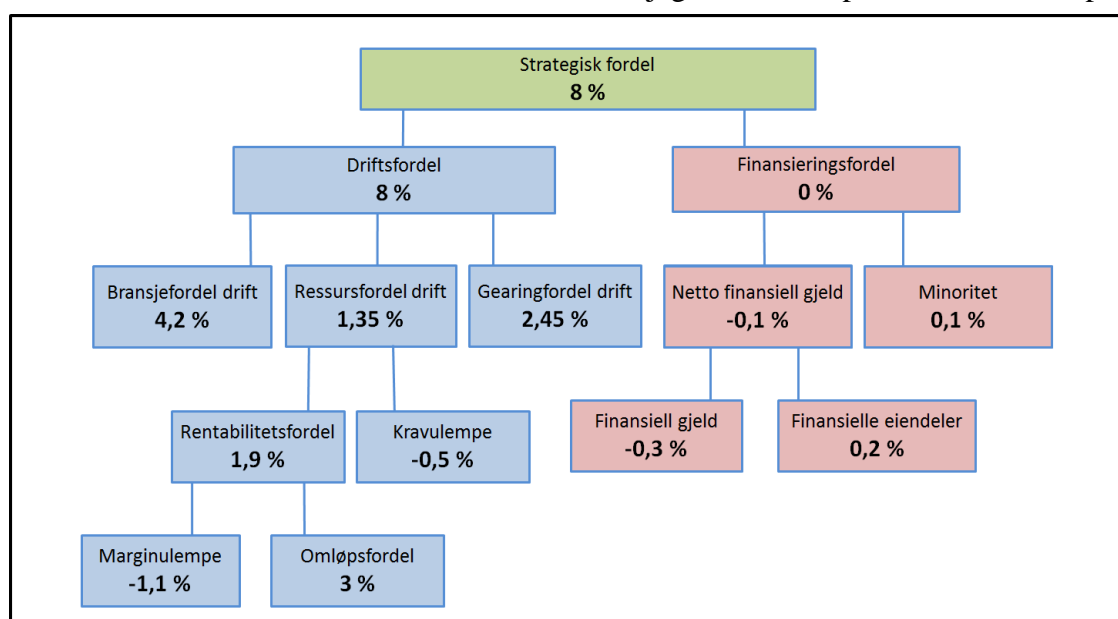 Strategisk fordel
8 %
Driftsfordel
8 %
Finansieringsfordel
0 %
Bransjefordel drift
4,2 %
Ressursfordel drift
1,35 %
Gearingfordel drift
2,45 %
Netto finansiell gjeld
-0,1 %
Minoritet
0,1 %
Rentabilitetsfordel
1,9 %
Kravulempe
-0,5 %
Finansiell gjeld
-0,3 %
Finansielle eiendeler
0,2 %
Marginulempe
-1,1 %
Omløpsfordel
3 %